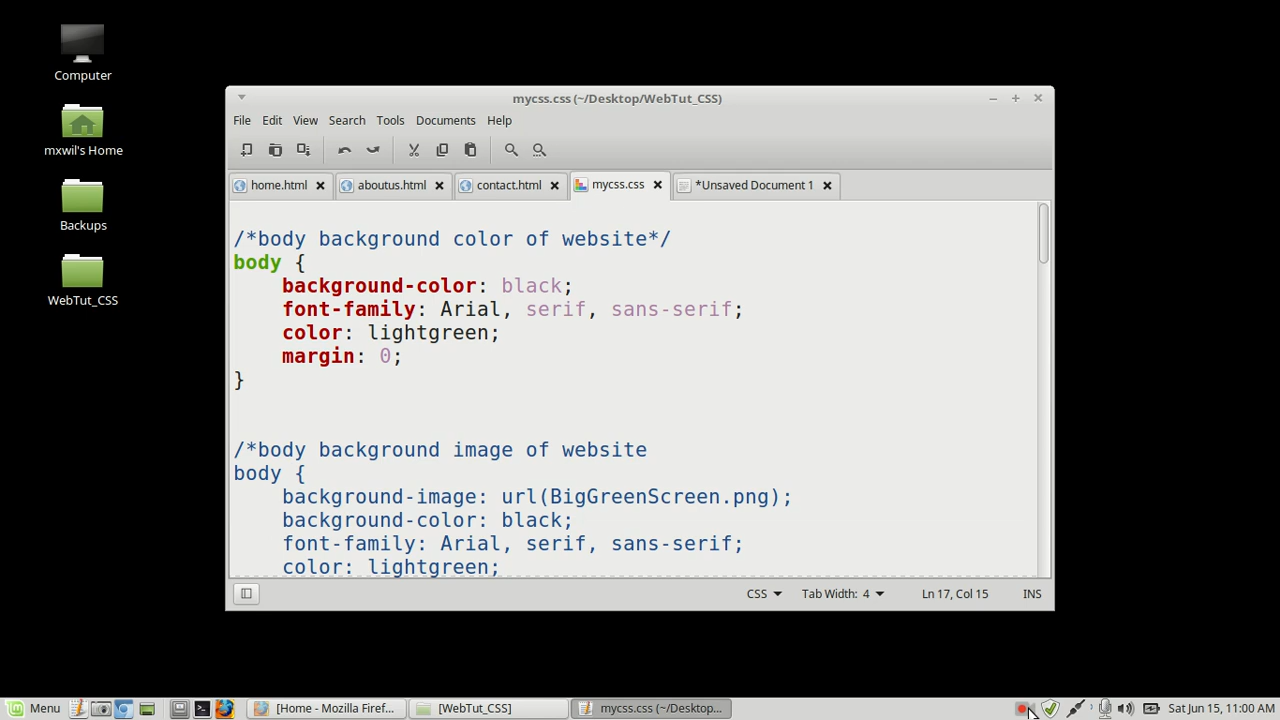 Computer
mxwil's Home
Backups
WebTut_CSS
mycss.css (~/Desktop/WebTut_CSS)
File Edit View Search Tools Documents Help
home.html aboutus.html contact.html mycss.css *Unsaved Document 1
/*body background color of website*/
body {
    background-color: black;
    font-family: Arial, serif, sans-serif;
    color: lightgreen;
    margin: 0;
}
/*body background image of website
body {
    background-image: url(BigGreenScreen.png);
    background-color: black;
    font-family: Arial, serif, sans-serif;
    color: lightgreen;
CSS Tab Width: 4 Ln 17, Col 15 INS
Menu [Home - Mozilla Firef... [WebTut_CSS] mycss.css (~/Desktop... Sat Jun 15, 11:00 AM